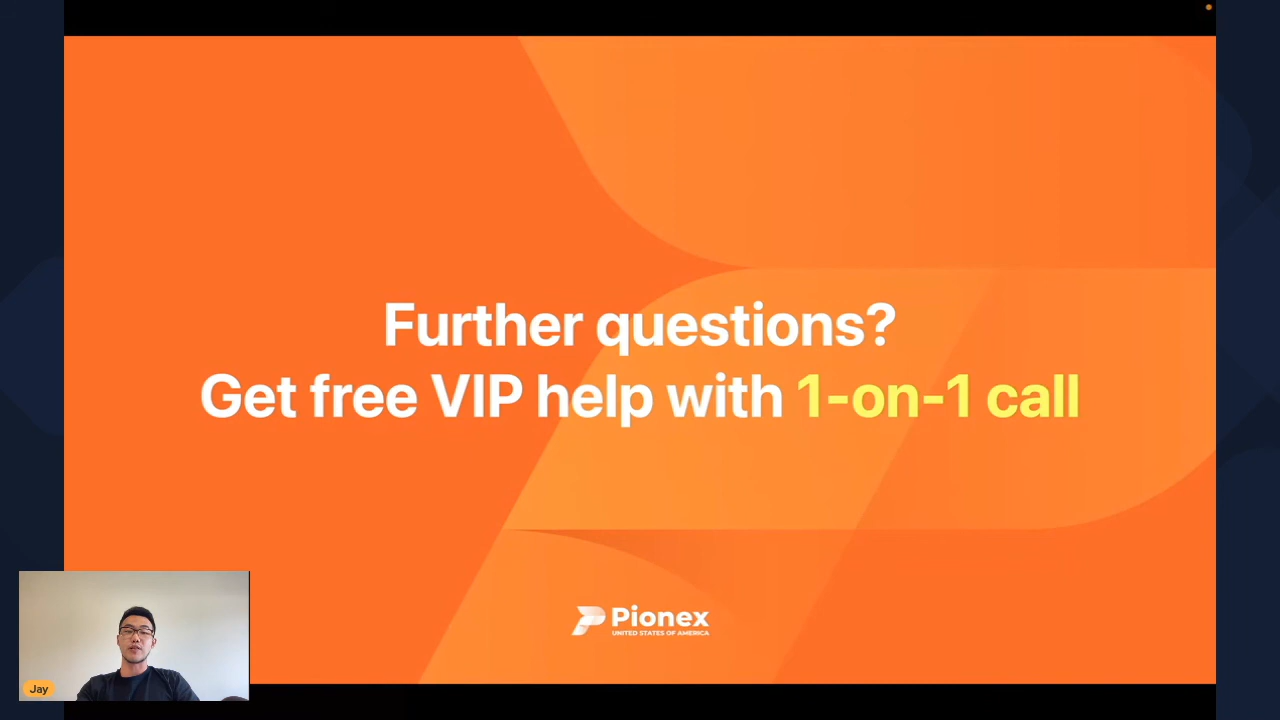 Further questions?
Get free VIP help with 1-on-1 call
Pionex
UNITED STATES OF AMERICA
Jay